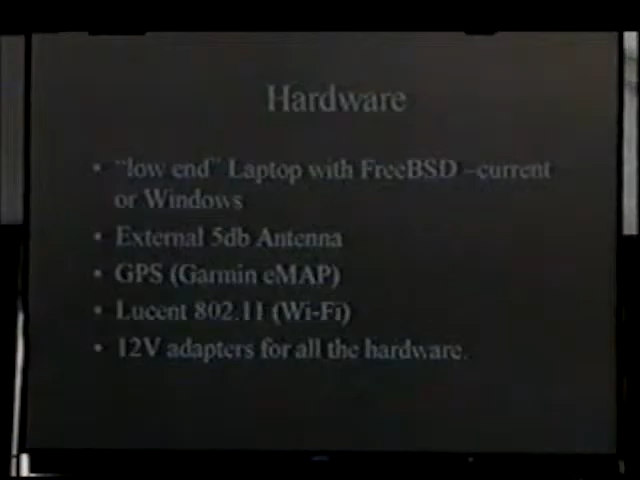 Hardware
• “low end” Laptop with FreeBSD –current
or Windows
• External 5db Antenna
• GPS (Garmin eMAP)
• Lucent 802.11 (Wi-Fi)
• 12V adapters for all the hardware.